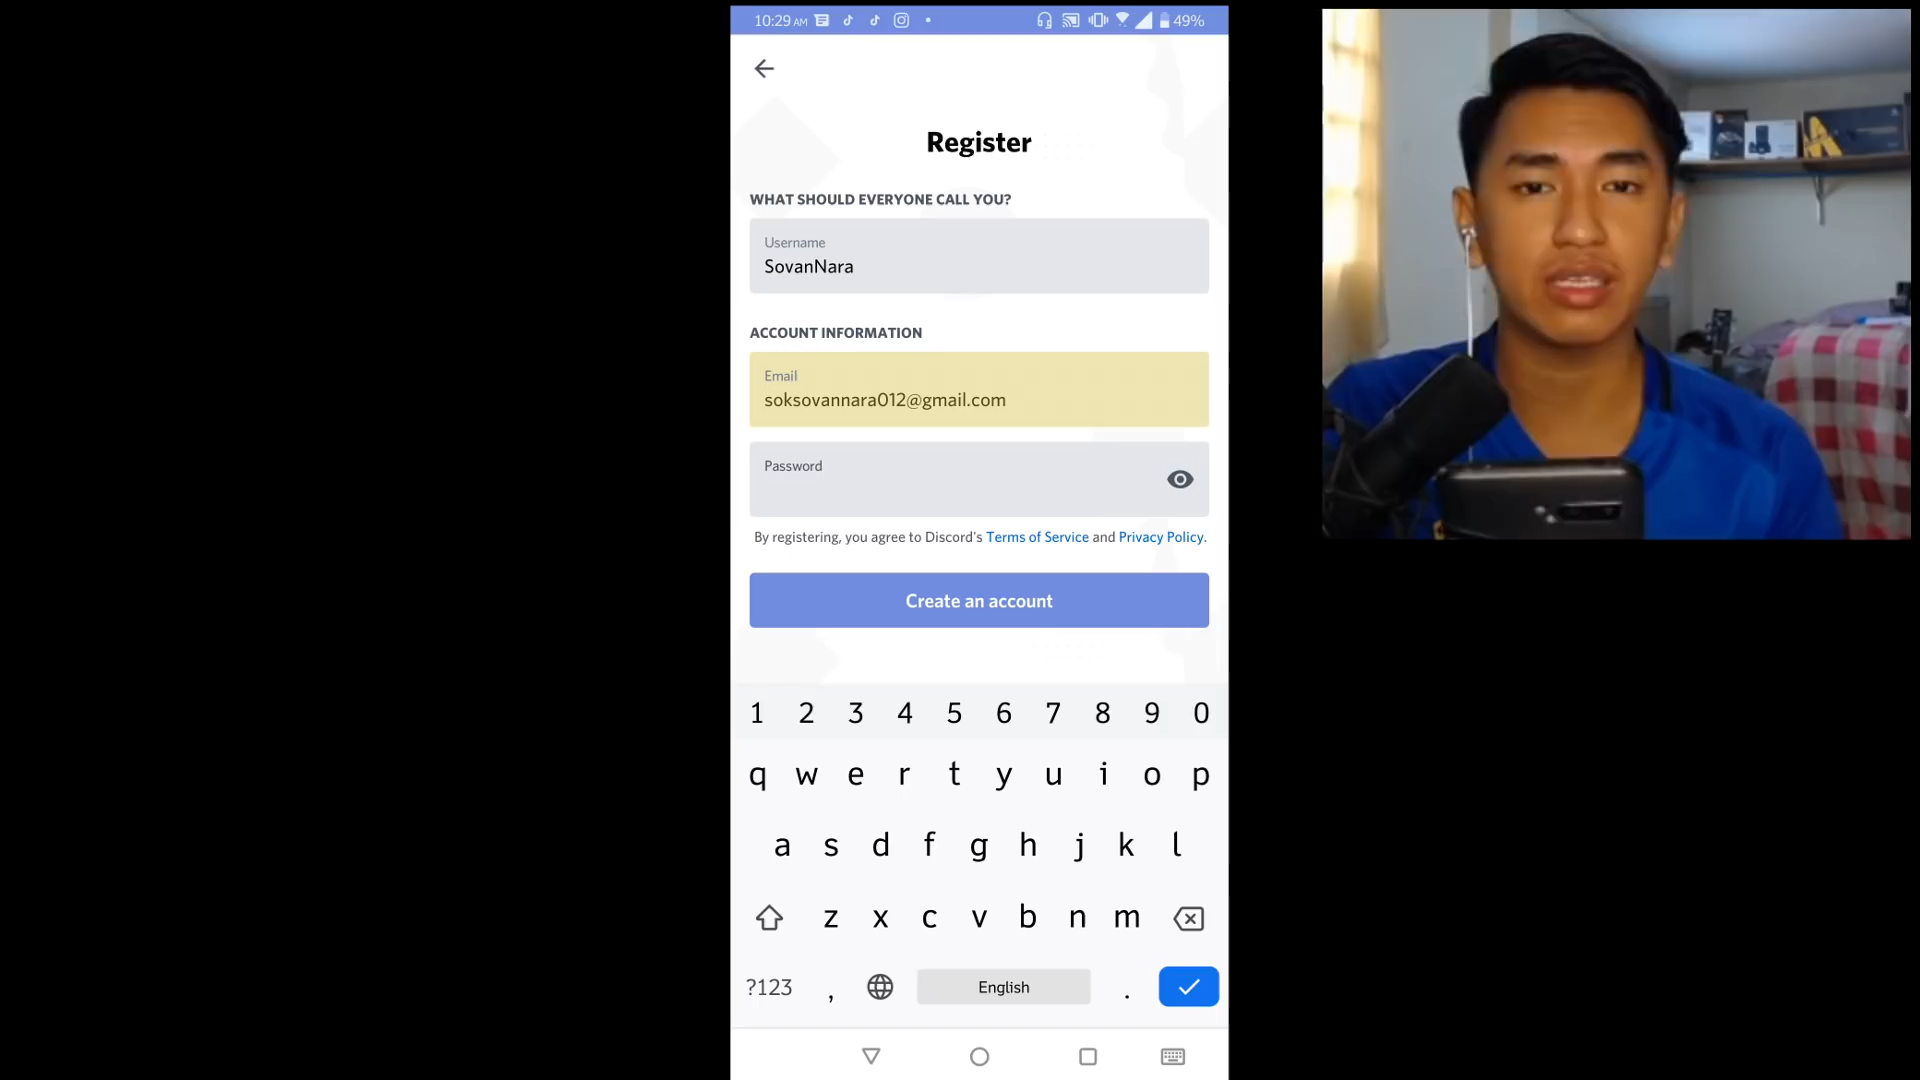 10:29 AM 49%
Register
WHAT SHOULD EVERYONE CALL YOU?
Username
SovanNara
ACCOUNT INFORMATION
Email
soksovannara012@gmail.com
Password
By registering, you agree to Discord's Terms of Service and Privacy Policy.
Create an account
1 2 3 4 5 6 7 8 9 0
q w e r t y u i o p
a s d f g h j k l
z x c v b n m
?123 , English .